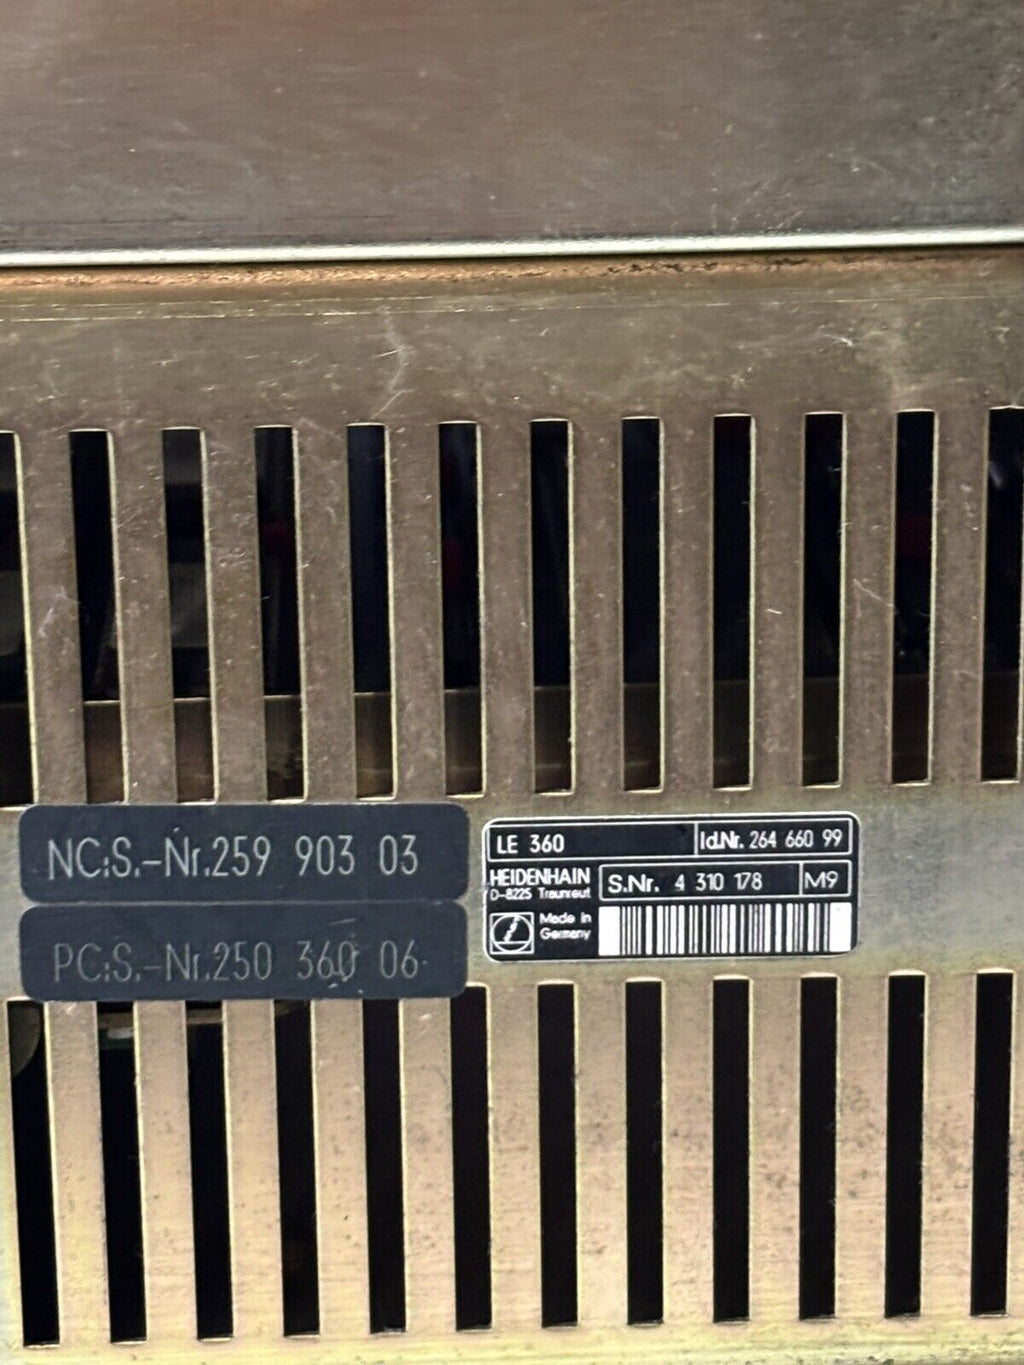 NC:S.-Nr.259 903 03
PC:S.-Nr.250 360 06
LE 360
Id.Nr. 264 660 99
HEIDENHAIN
D-8225 Traunreut
S.Nr. 4 310 178
M9
Made in
Germany